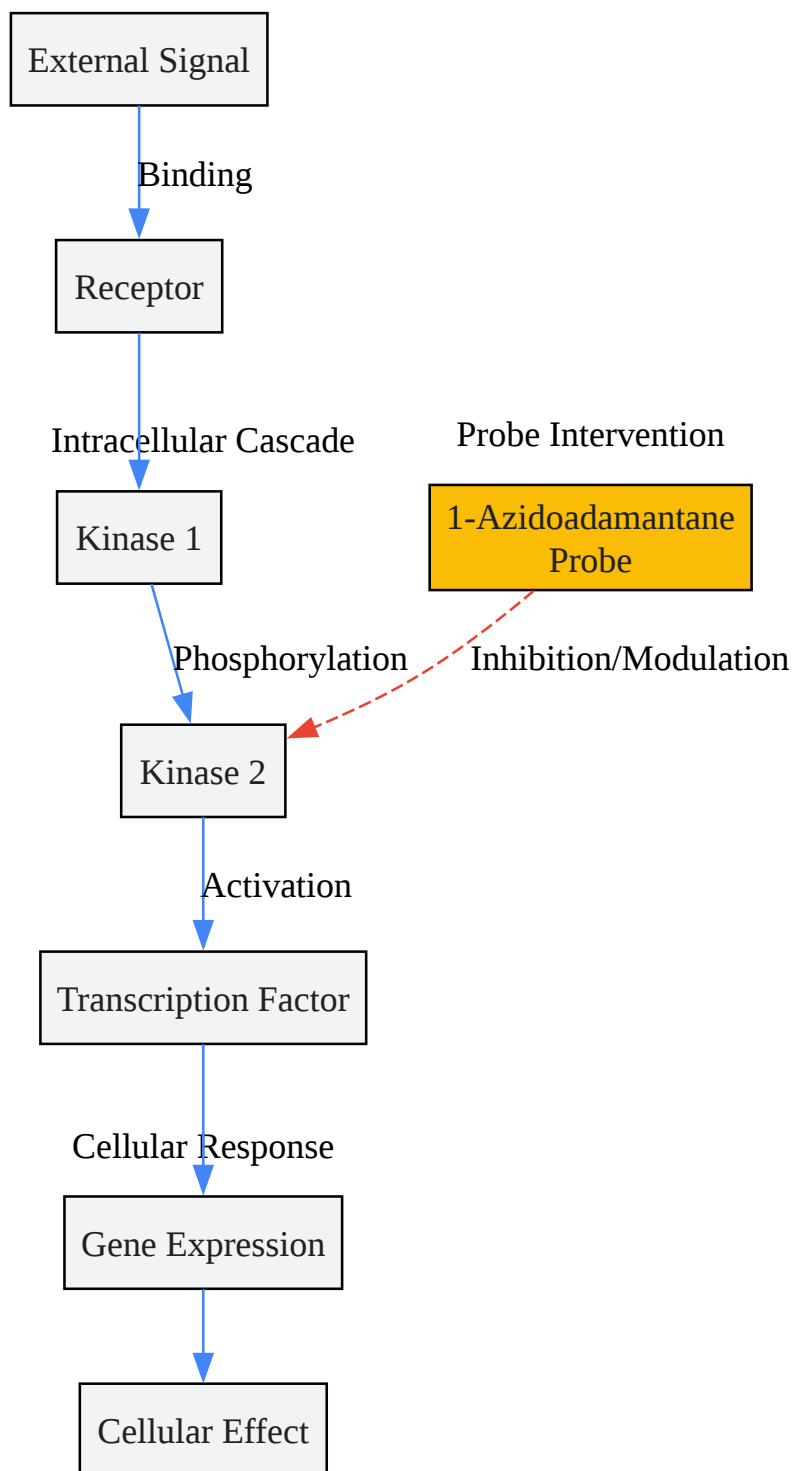 External Signal
Binding
Receptor
Intracellular Cascade
Probe Intervention
Kinase 1
1-Azidoadamantane
Probe
Phosphorylation
Inhibition/Modulation
Kinase 2
Activation
Transcription Factor
Cellular Response
Gene Expression
Cellular Effect